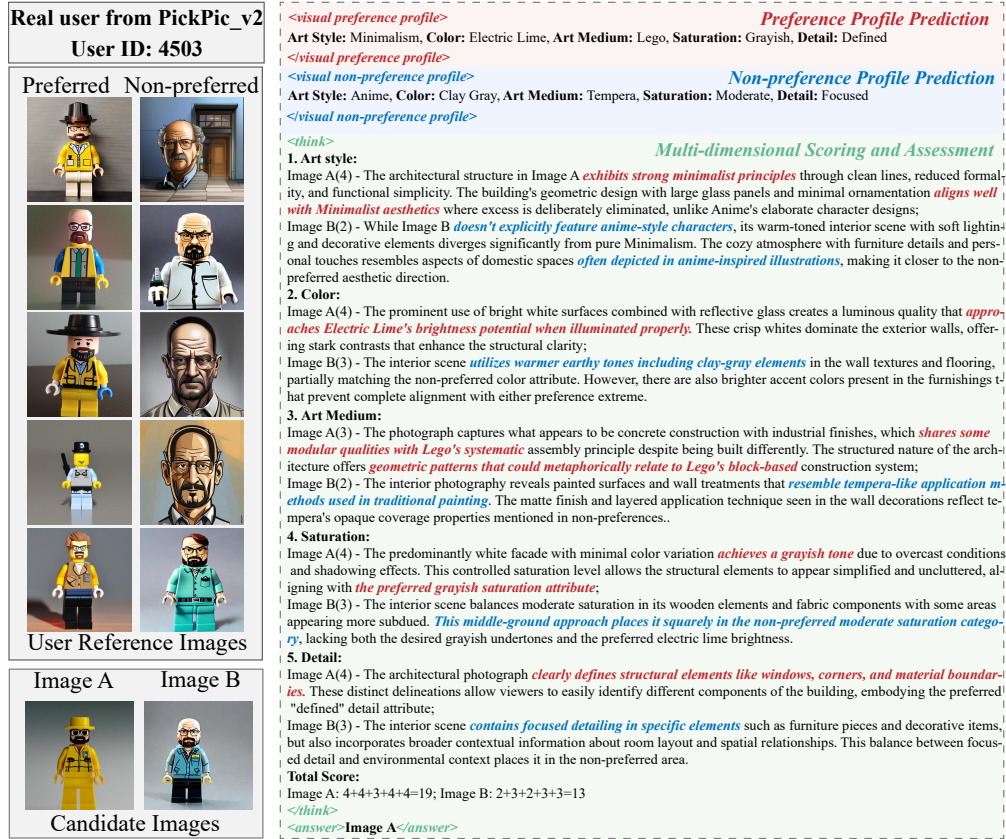 Real user from PickPic_v2
User ID: 4503
Preferred Non-preferred
User Reference Images
Image A Image B
Candidate Images
<visual preference profile>
Preference Profile Prediction
Art Style: Minimalism, Color: Electric Lime, Art Medium: Lego, Saturation: Grayish, Detail: Defined
</visual preference profile>
<visual non-preference profile>
Non-preference Profile Prediction
Art Style: Anime, Color: Clay Gray, Art Medium: Tempera, Saturation: Moderate, Detail: Focused
</visual non-preference profile>
<think>
Multi-dimensional Scoring and Assessment
1. Art style:
Image A(4) - The architectural structure in Image A exhibits strong minimalist principles through clean lines, reduced formal-
ity, and functional simplicity. The building's geometric design with large glass panels and minimal ornamentation aligns well
with Minimalist aesthetics where excess is deliberately eliminated, unlike Anime's elaborate character designs;
Image B(2) - While Image B doesn't explicitly feature anime-style characters, its warm-toned interior scene with soft lightin-
g and decorative elements diverges significantly from pure Minimalism. The cozy atmosphere with furniture details and pers-
onal touches resembles aspects of domestic spaces often depicted in anime-inspired illustrations, making it closer to the non-
preferred aesthetic direction.
2. Color:
Image A(4) - The prominent use of bright white surfaces combined with reflective glass creates a luminous quality that appro-
aches Electric Lime's brightness potential when illuminated properly. These crisp whites dominate the exterior walls, offer-
ing stark contrasts that enhance the structural clarity;
Image B(3) - The interior scene utilizes warmer earthy tones including clay-gray elements in the wall textures and flooring,
partially matching the non-preferred color attribute. However, there are also brighter accent colors present in the furnishings t-
hat prevent complete alignment with either preference extreme.
3. Art Medium:
Image A(3) - The photograph captures what appears to be concrete construction with industrial finishes, which shares some
modular qualities with Lego's systematic assembly principle despite being built differently. The structured nature of the arch-
itecture offers geometric patterns that could metaphorically relate to Lego's block-based construction system;
Image B(2) - The interior photography reveals painted surfaces and wall treatments that resemble tempera-like application m-
ethods used in traditional painting. The matte finish and layered application technique seen in the wall decorations reflect te-
mpera's opaque coverage properties mentioned in non-preferences..
4. Saturation:
Image A(4) - The predominantly white facade with minimal color variation achieves a grayish tone due to overcast conditions
and shadowing effects. This controlled saturation level allows the structural elements to appear simplified and uncluttered, al-
igning with the preferred grayish saturation attribute;
Image B(3) - The interior scene balances moderate saturation in its wooden elements and fabric components with some areas
appearing more subdued. This middle-ground approach places it squarely in the non-preferred moderate saturation catego-
ry, lacking both the desired grayish undertones and the preferred electric lime brightness.
5. Detail:
Image A(4) - The architectural photograph clearly defines structural elements like windows, corners, and material boundar-
ies. These distinct delineations allow viewers to easily identify different components of the building, embodying the preferred
"defined" detail attribute;
Image B(3) - The interior scene contains focused detailing in specific elements such as furniture pieces and decorative items,
but also incorporates broader contextual information about room layout and spatial relationships. This balance between focus-
ed detail and environmental context places it in the non-preferred area.
Total Score:
Image A: 4+4+3+4+4=19; Image B: 2+3+2+3+3=13
</think>
<answer>Image A</answer>